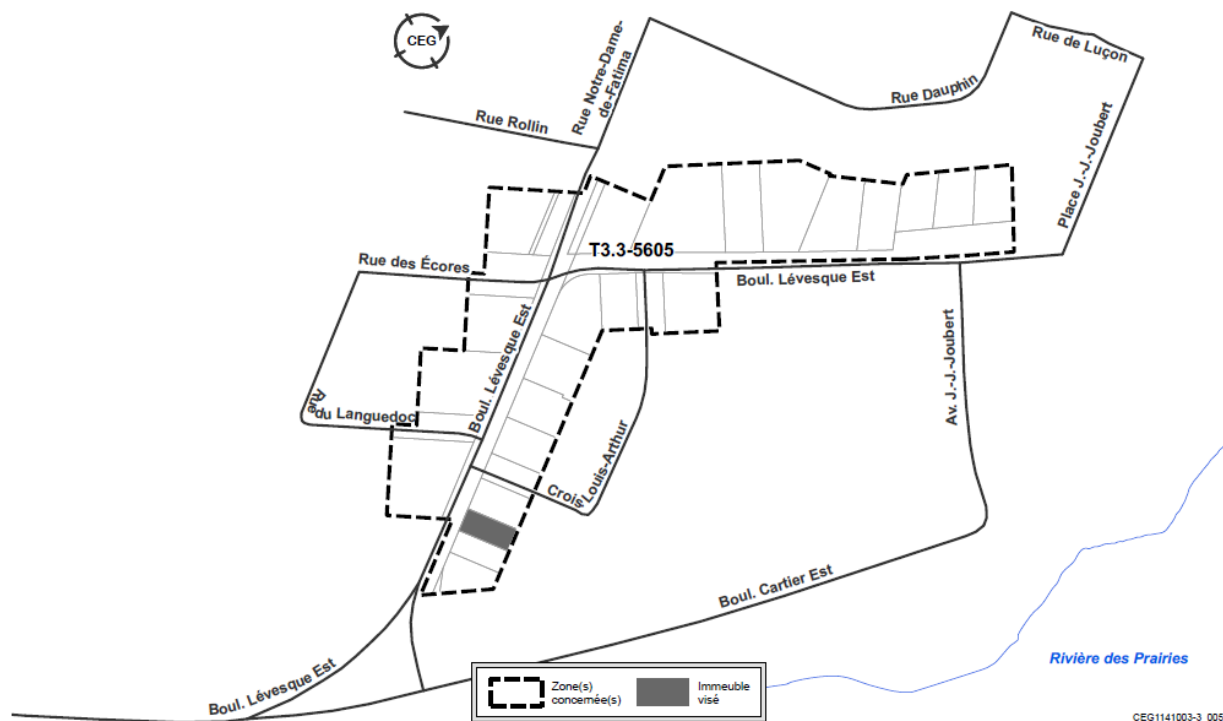 CEG
Rue Notre-Dame-
de-Fatima
Rue de Luçon
Rue Dauphin
Rue Rollin
Place J.-J.-Joubert
T3.3-5605
Rue des Écores
Boul. Lévesque Est
Boul. Lévesque Est
Av. J.-J.-Joubert
Rue
du Languedoc
Crois.
Louis-Arthur
Boul. Cartier Est
Boul. Lévesque Est
Rivière des Prairies
Zone(s)
concernée(s)
Immeuble
visé
CEG1141003-3_005